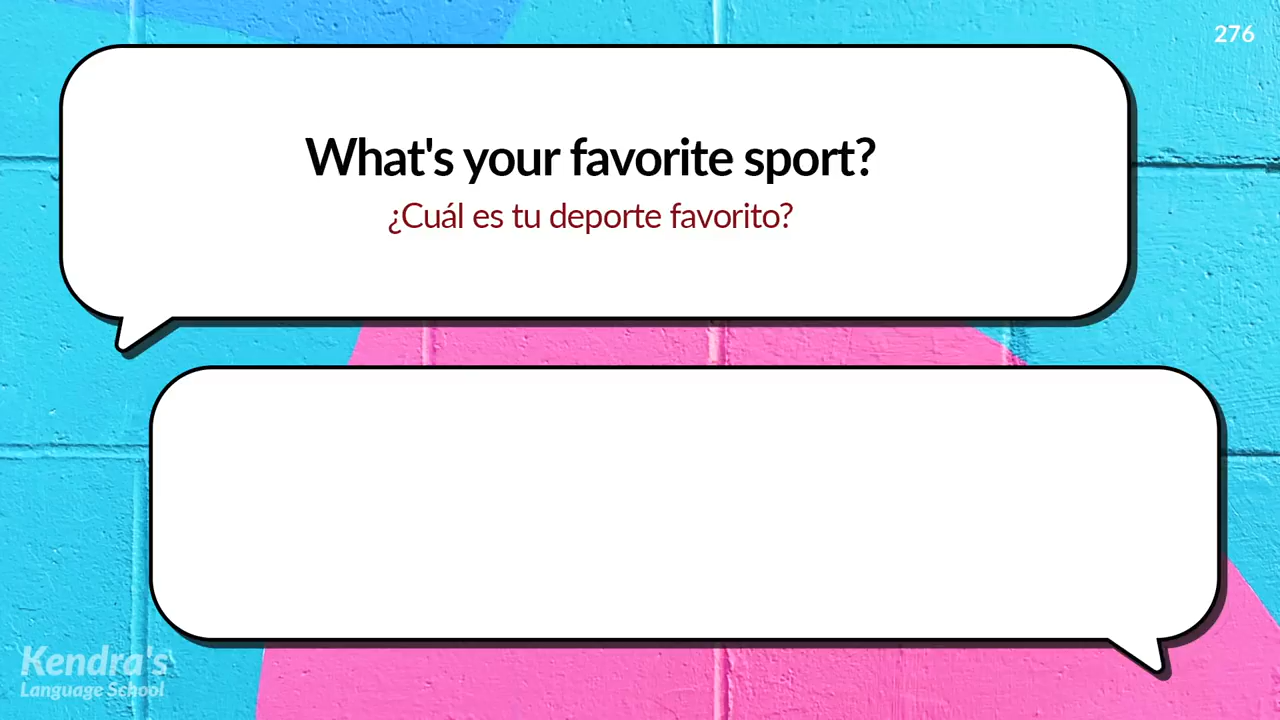 276
What's your favorite sport?
¿Cuál es tu deporte favorito?
Kendra's
Language School